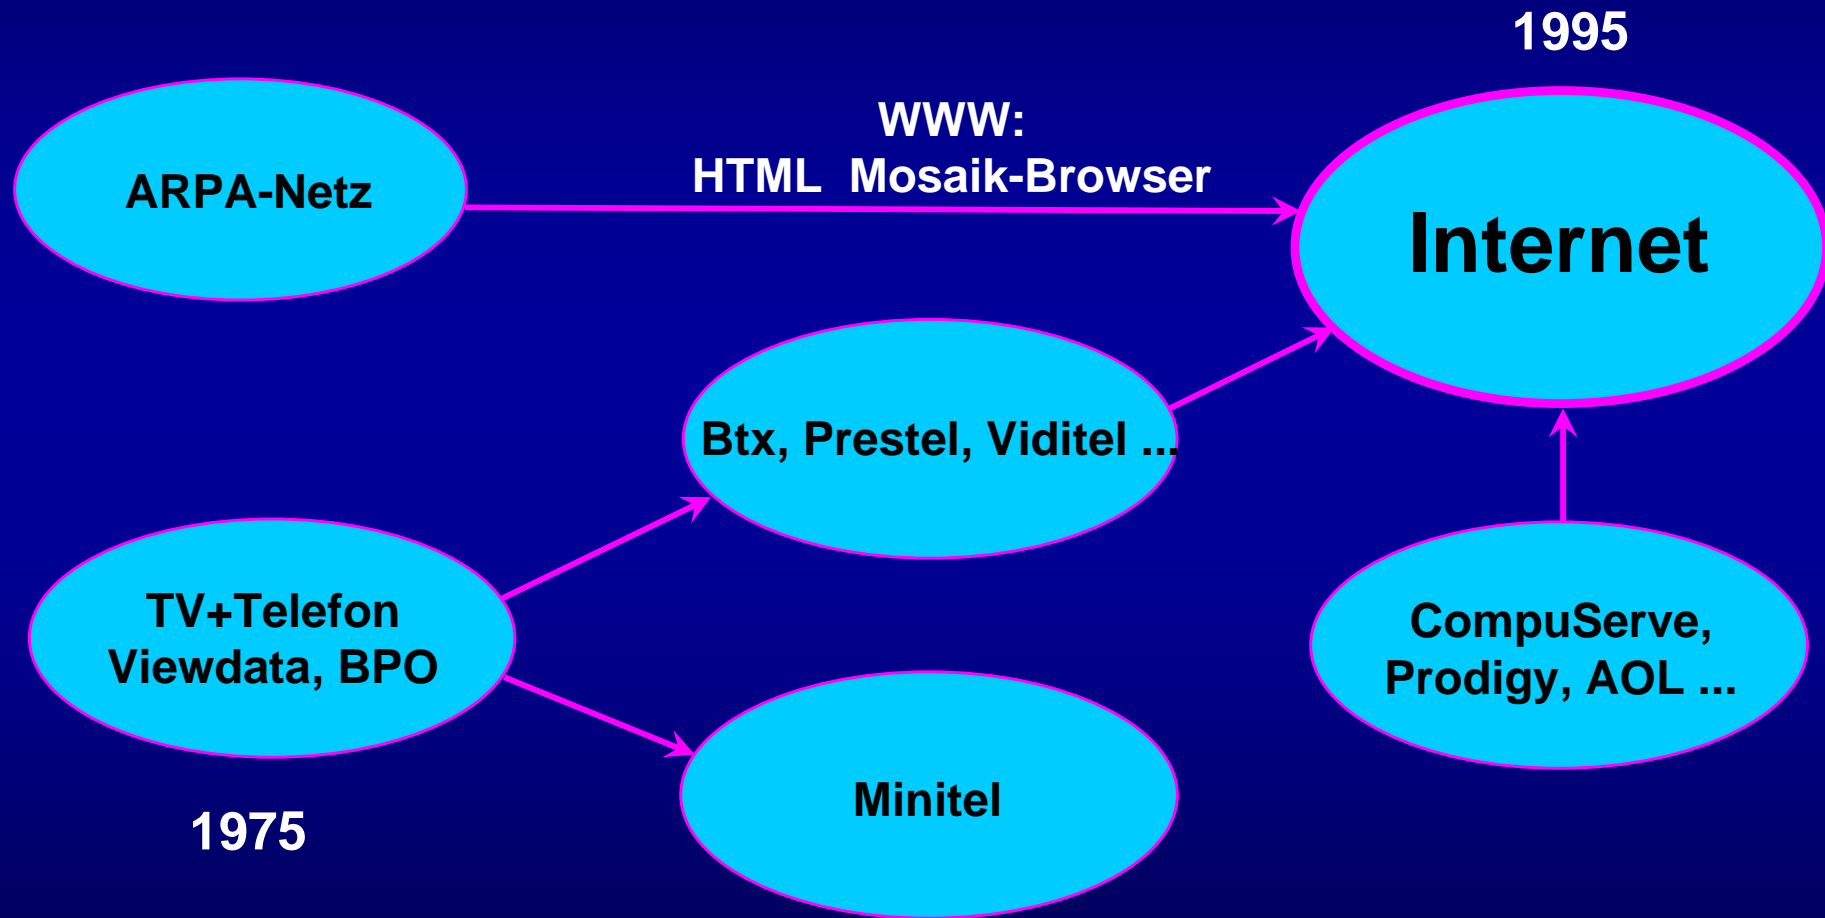 1995
WWW:
HTML  Mosaik-Browser
ARPA-Netz
Internet
Btx, Prestel, Viditel ...
TV+Telefon
Viewdata, BPO
CompuServe,
Prodigy, AOL ...
Minitel
1975